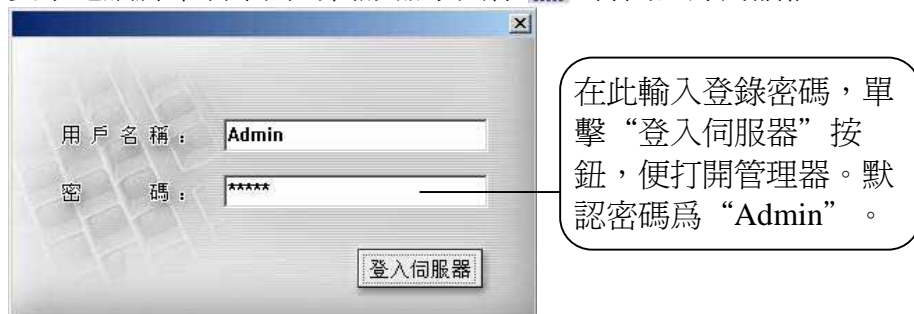 用戶名稱：
Admin
密　　碼：
*****
登入伺服器
在此輸入登錄密碼，單
擊“登入伺服器”按
鈕，便打開管理器。默
認密碼爲“Admin”。